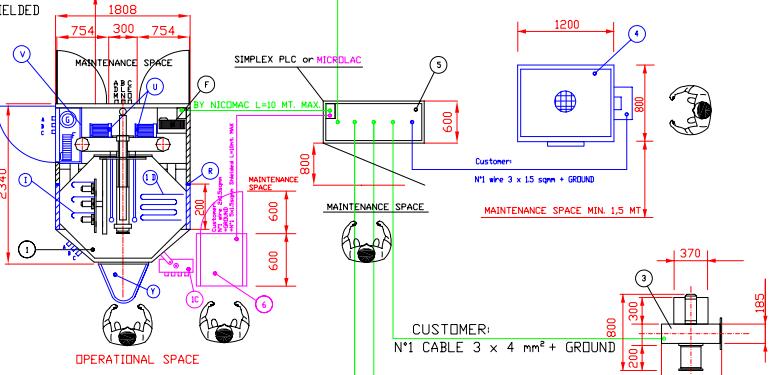 IELDED
1808
754
300
754
MAINTENANCE SPACE
V
U
F
G
SIMPLEX PLC or MICROLAC
5
BY NICOMAC L=10 MT. MAX.
600
800
MAINTENANCE SPACE
1200
4
800
Customer:
N°1 wire 3 x 1.5 sqmm + GROUND
MAINTENANCE SPACE MIN. 1,5 MT
2340
I
1D
R
200
1
A B C
Y
1C
6
MAINTENANCE
SPACE
600
600
OPERATIONAL SPACE
CUSTOMER:
N°1 CABLE 3 x 4 mm² + GROUND
3
370
800
300
200
185